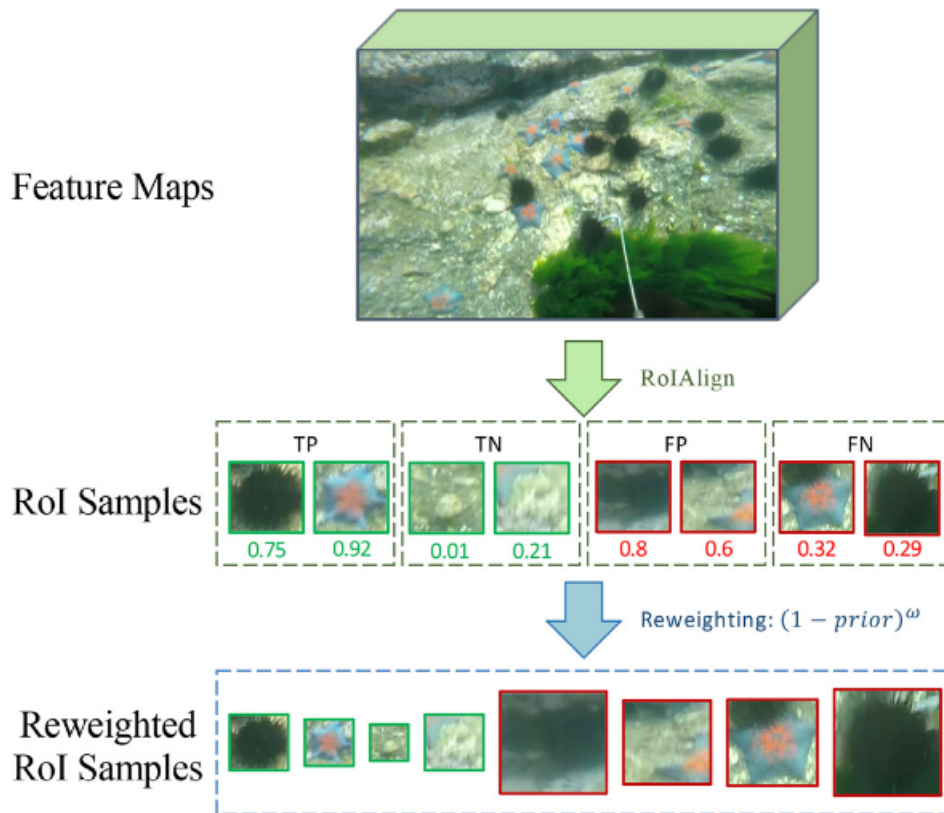 Feature Maps
RoIAlign
TP TN FP FN
RoI Samples
0.75 0.92 0.01 0.21 0.8 0.6 0.32 0.29
Reweighting: (1 − prior)^ω
Reweighted
RoI Samples